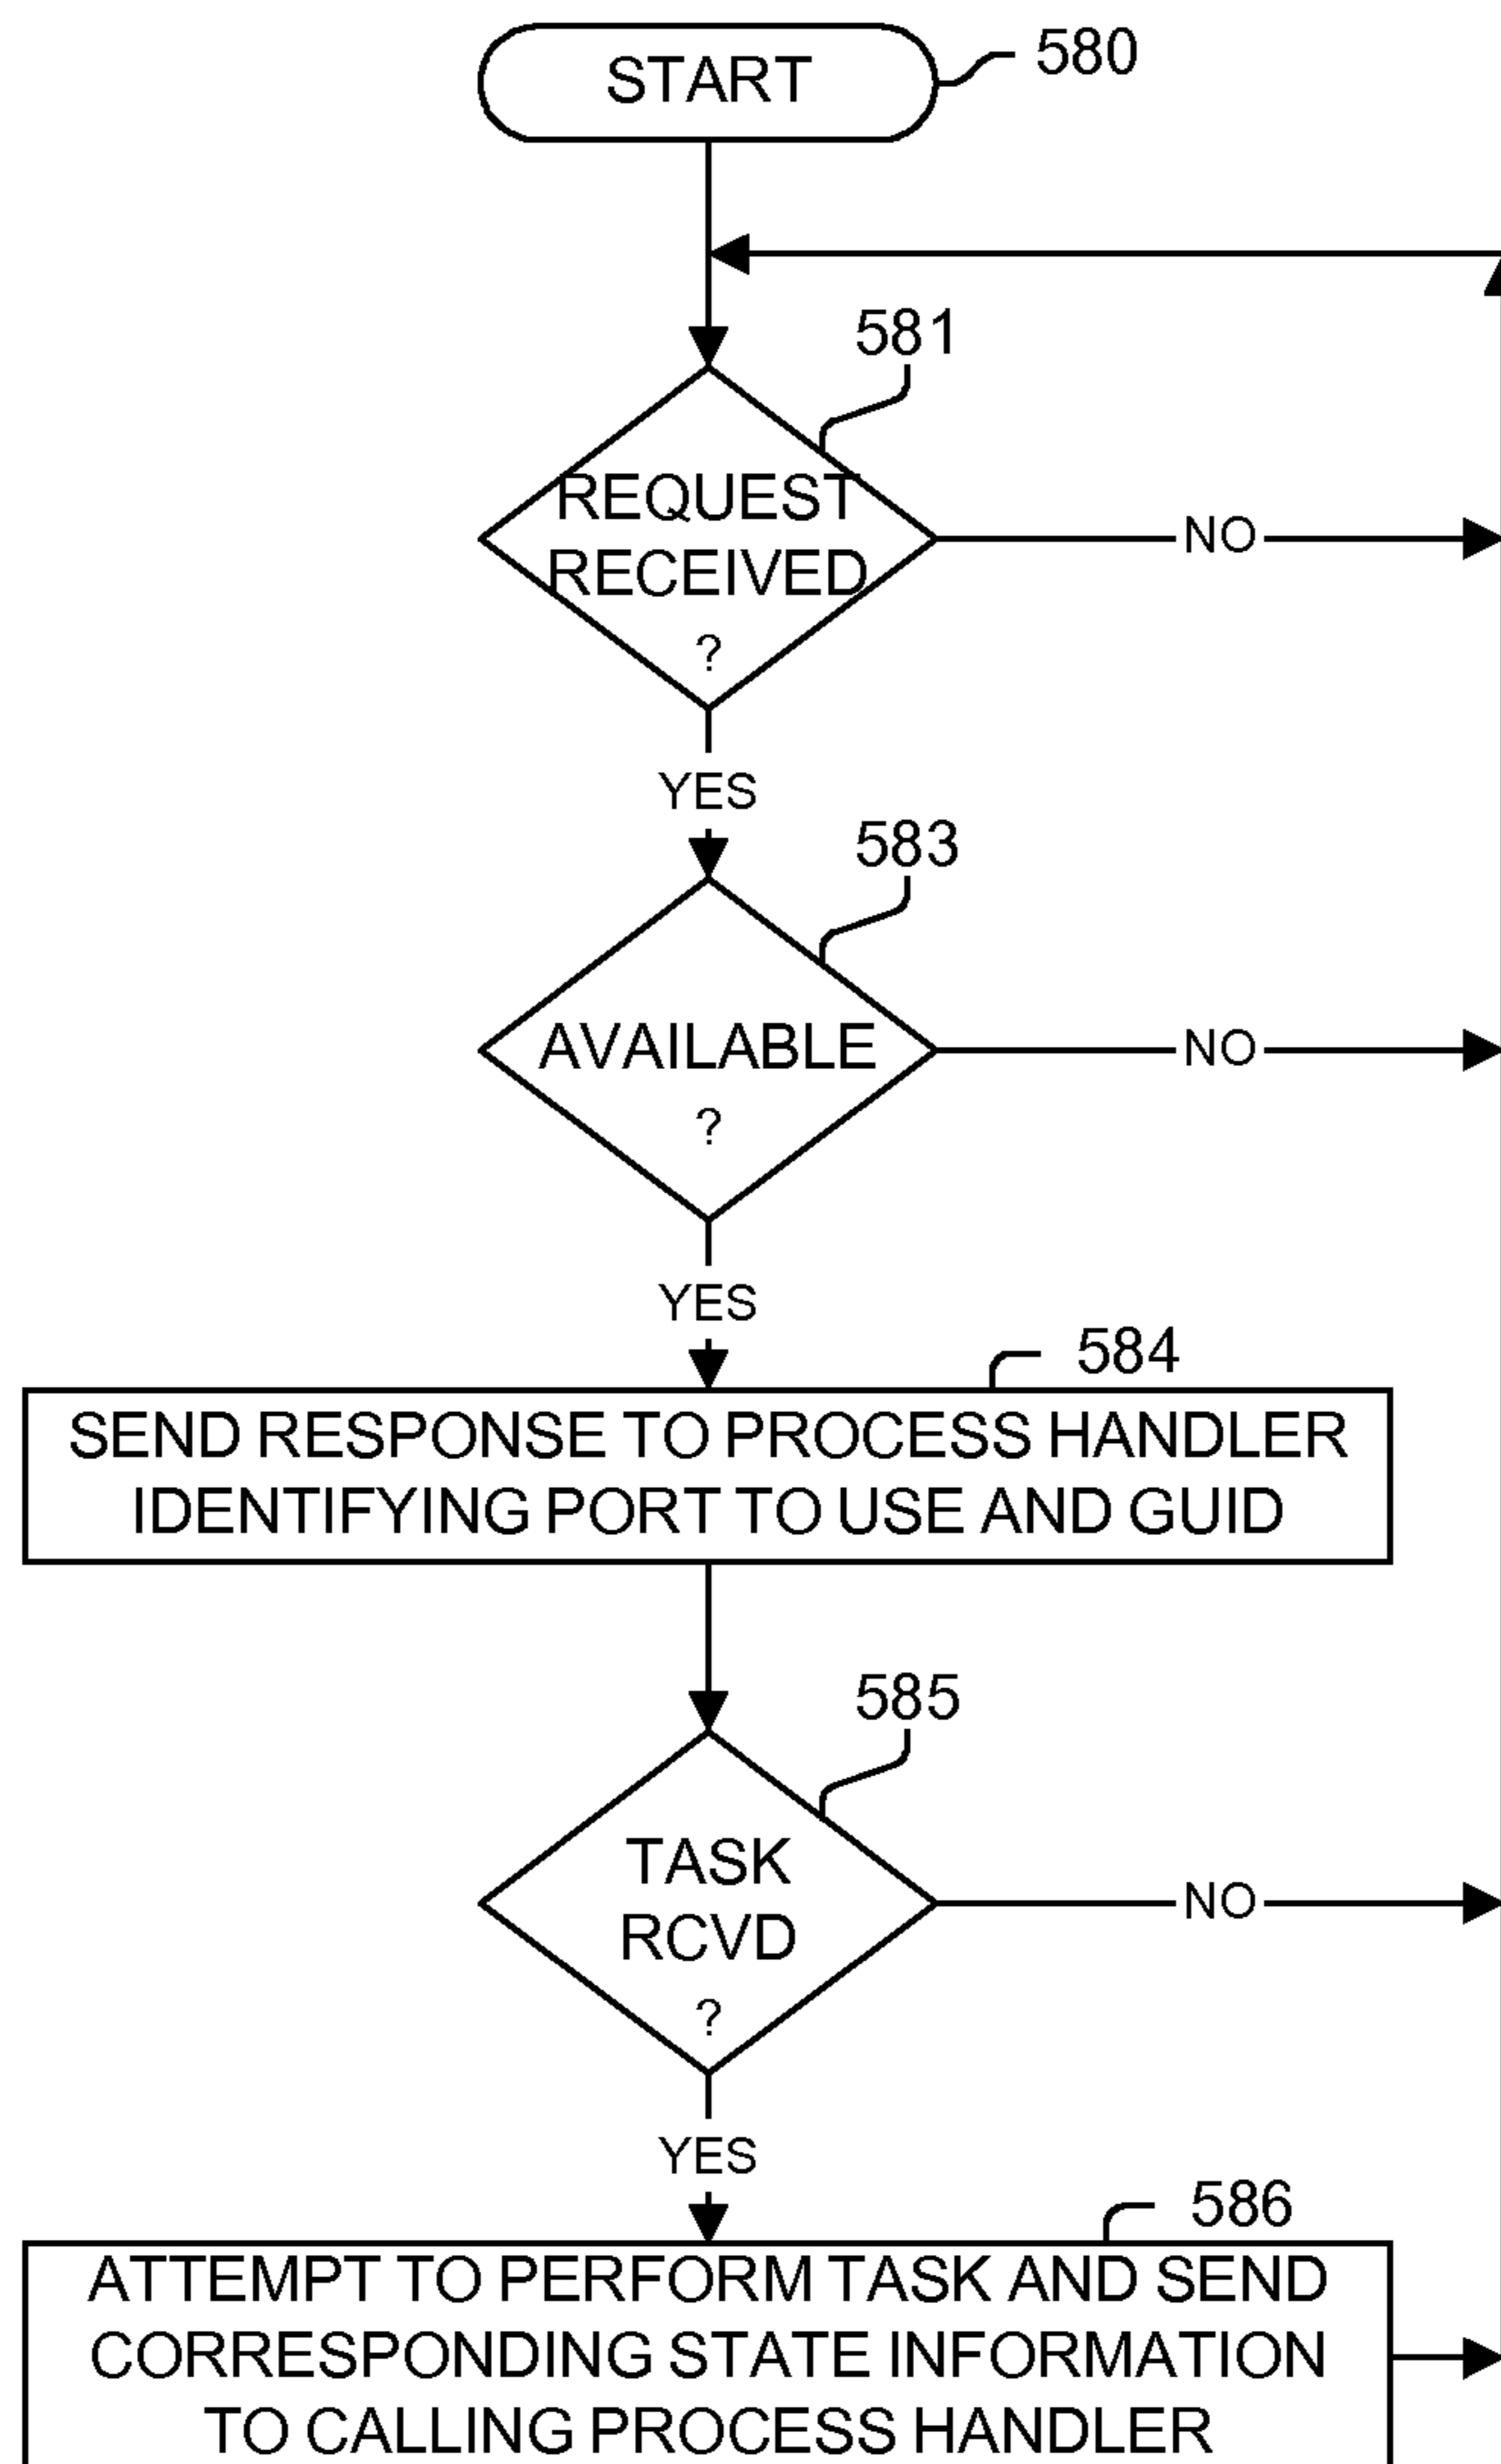 START
580
581
REQUEST
RECEIVED
?
NO
YES
583
AVAILABLE
?
NO
YES
584
SEND RESPONSE TO PROCESS HANDLER
IDENTIFYING PORT TO USE AND GUID
585
TASK
RCVD
?
NO
YES
586
ATTEMPT TO PERFORM TASK AND SEND
CORRESPONDING STATE INFORMATION
TO CALLING PROCESS HANDLER